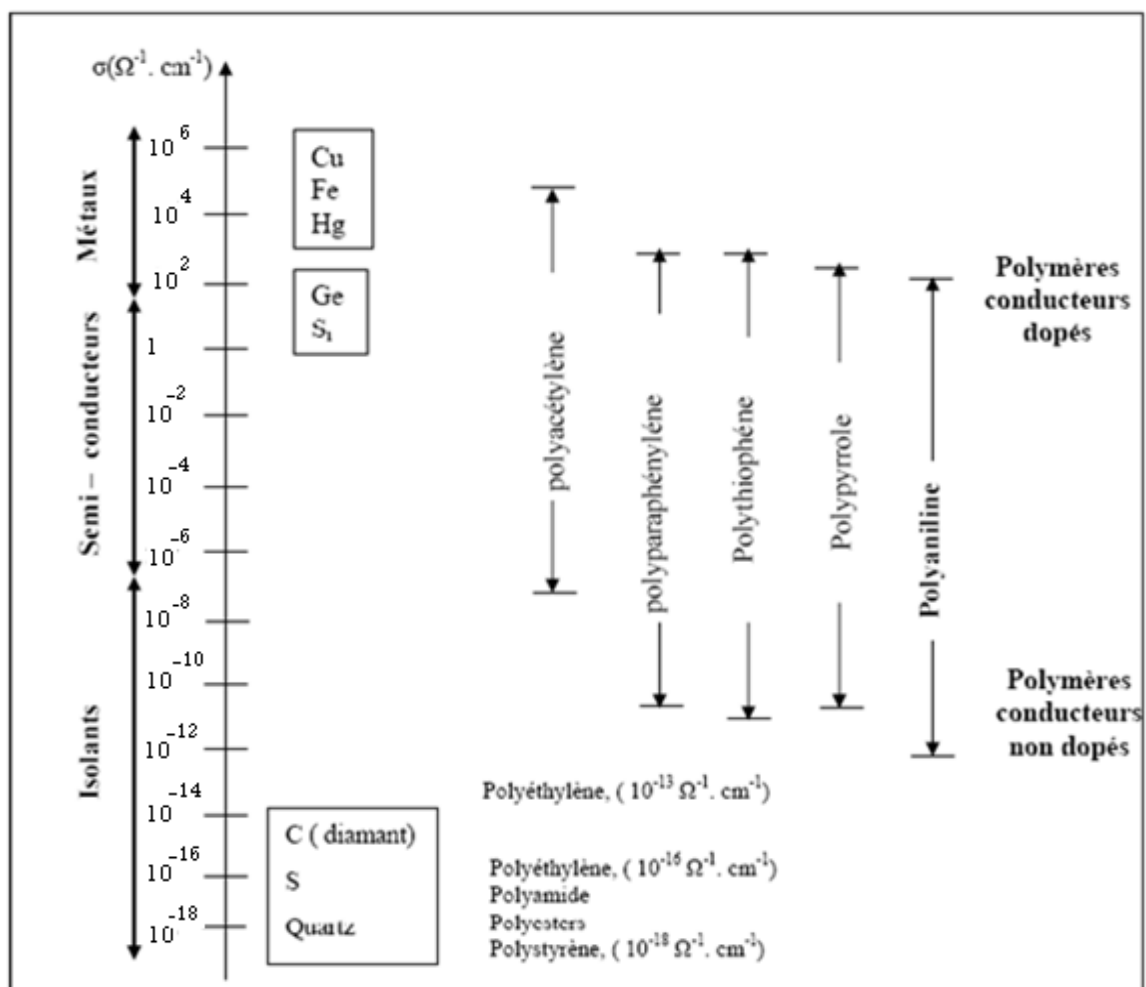 σ(Ω⁻¹. cm⁻¹)
10⁶
10⁴
10²
1
10⁻²
10⁻⁴
10⁻⁶
10⁻⁸
10⁻¹⁰
10⁻¹²
10⁻¹⁴
10⁻¹⁶
10⁻¹⁸
Métaux
Semi – conducteurs
Isolants
Cu
Fe
Hg
Ge
Sı
polyacétylène
polyparaphényléne
Polythiophéne
Polypyrrole
Polyaniline
Polymères
conducteurs
dopés
Polymères
conducteurs
non dopés
Polyéthylène, ( 10⁻¹³ Ω⁻¹. cm⁻¹)
C ( diamant)
S
Quartz
Polyéthylène, ( 10⁻¹⁶ Ω⁻¹. cm⁻¹)
Polyamide
Polyesters
Polystyrène, ( 10⁻¹⁸ Ω⁻¹. cm⁻¹)